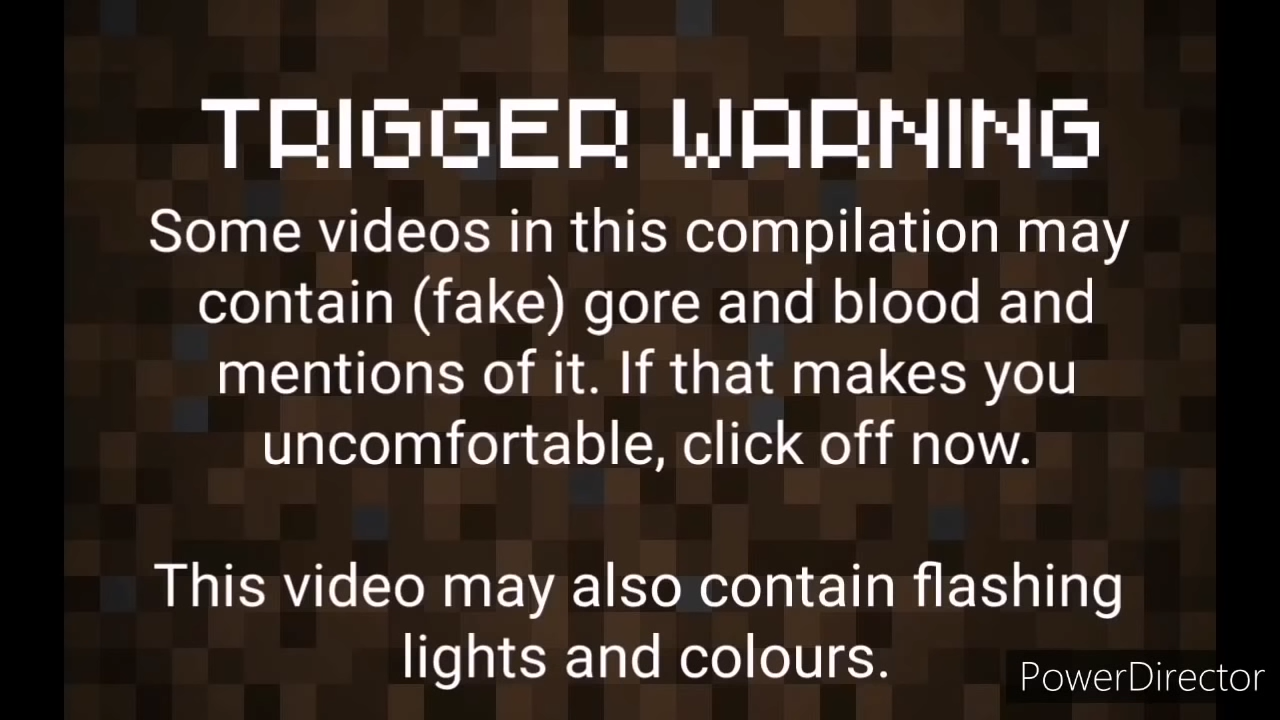 TRIGGER WARNING
Some videos in this compilation may
contain (fake) gore and blood and
mentions of it. If that makes you
uncomfortable, click off now.
This video may also contain flashing
lights and colours.
PowerDirector